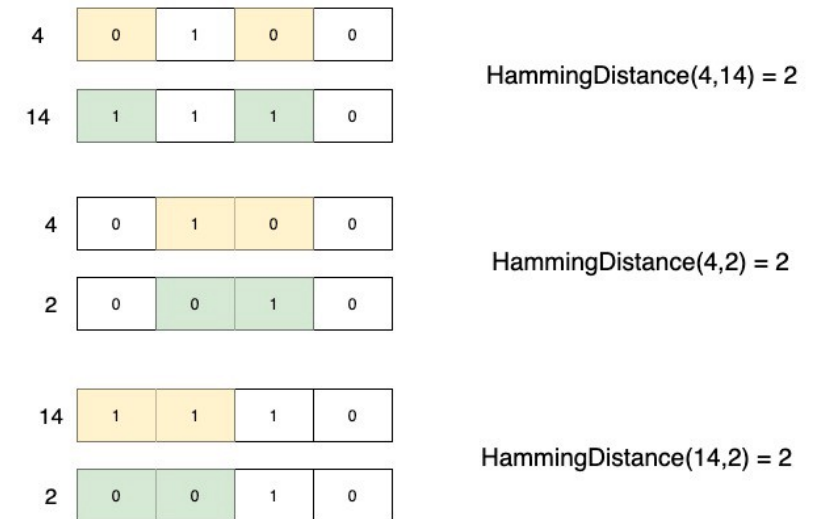 4 0 1 0 0
HammingDistance(4,14) = 2
14 1 1 1 0
4 0 1 0 0
HammingDistance(4,2) = 2
2 0 0 1 0
14 1 1 1 0
HammingDistance(14,2) = 2
2 0 0 1 0